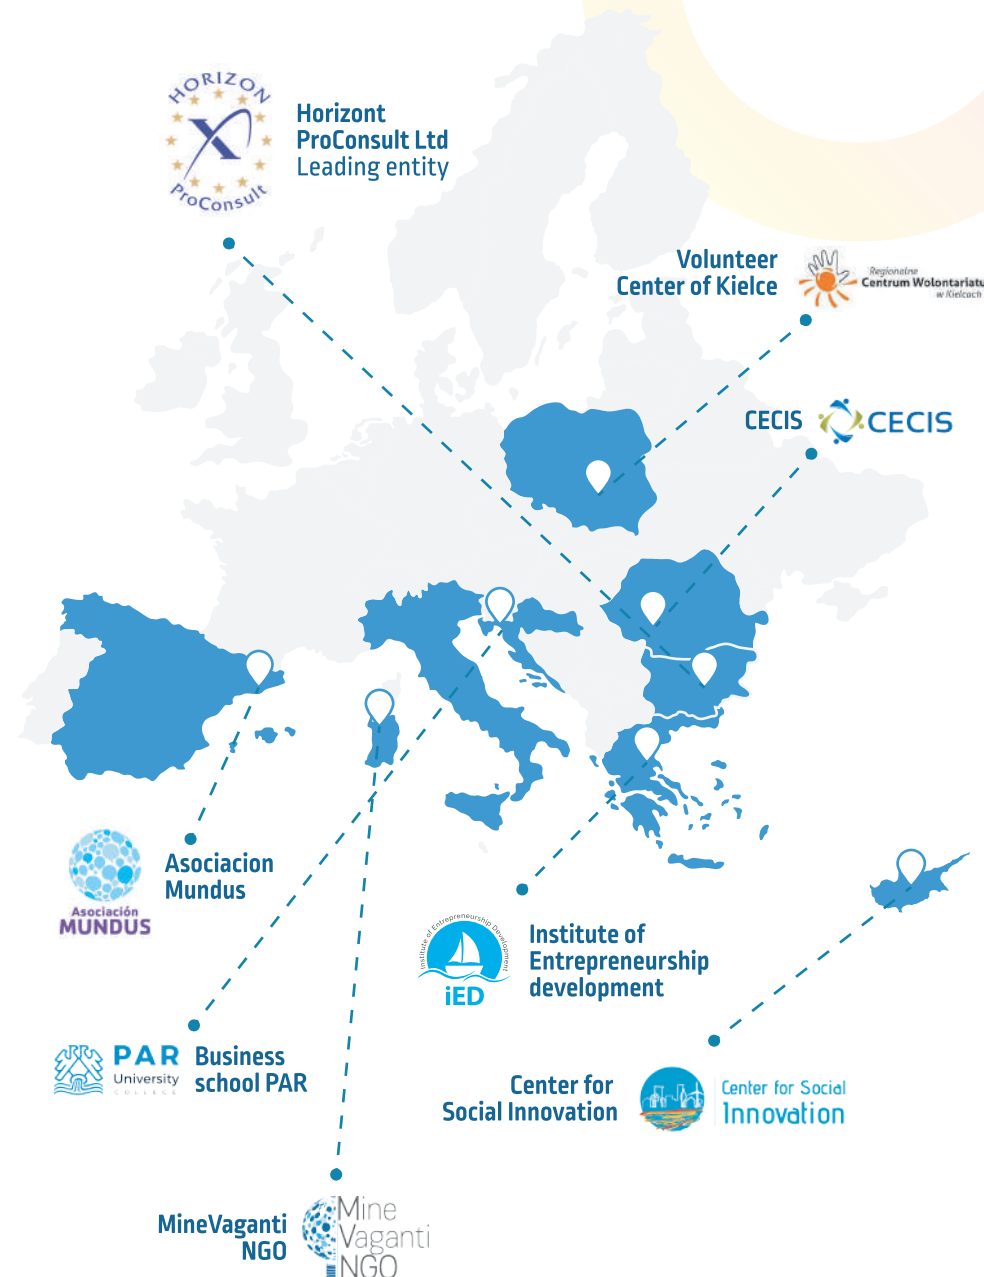 HORIZON
ProConsult
Horizont
ProConsult Ltd
Leading entity
Volunteer
Center of Kielce
Regionalne
Centrum Wolontariatu
w Kielcach
CECIS
CECIS
Asociación
MUNDUS
Asociacion
Mundus
Institute of Entrepreneurship Development
iED
Institute of
Entrepreneurship
development
PAR
University
COLLEGE
Business
school PAR
Center for
Social Innovation
Center for Social
Innovation
MineVaganti
NGO
Mine
Vaganti
NGO